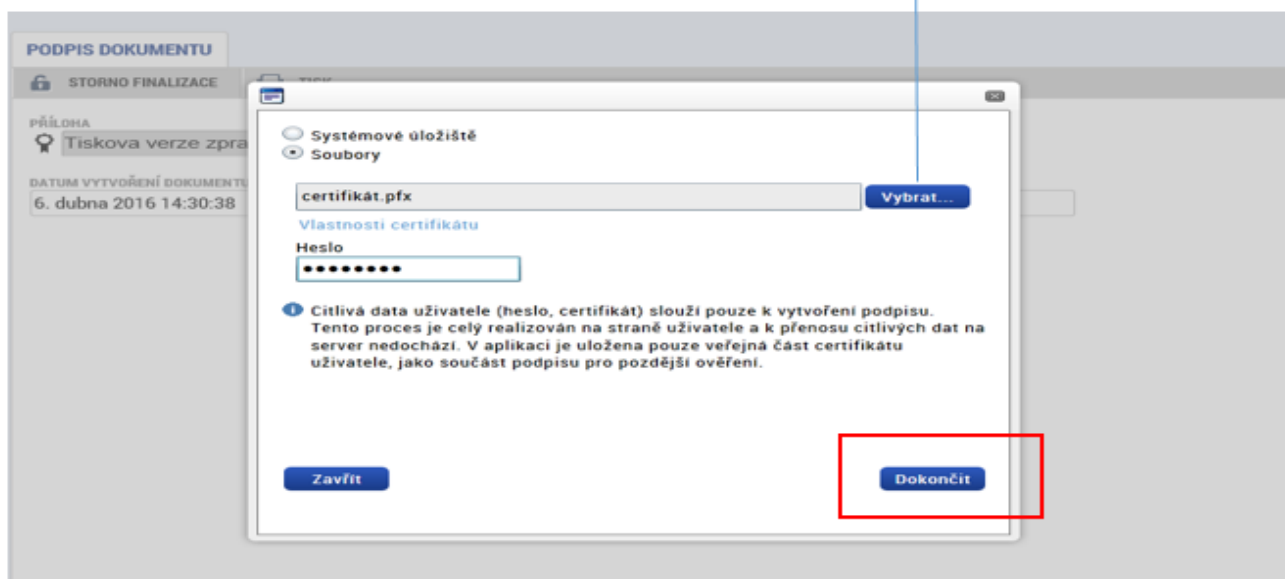 PODPIS DOKUMENTU
STORNO FINALIZACE
TISK
PŘÍLOHA
Tiskova verze zpra
DATUM VYTVOŘENÍ DOKUMENTU
6. dubna 2016 14:30:38
Systémové úložiště
Soubory
certifikát.pfx
Vybrat...
Vlastnosti certifikátu
Heslo
Citlivá data uživatele (heslo, certifikát) slouží pouze k vytvoření podpisu.
Tento proces je celý realizován na straně uživatele a k přenosu citlivých dat na
server nedochází. V aplikaci je uložena pouze veřejná část certifikátu
uživatele, jako součást podpisu pro pozdější ověření.
Zavřít
Dokončit